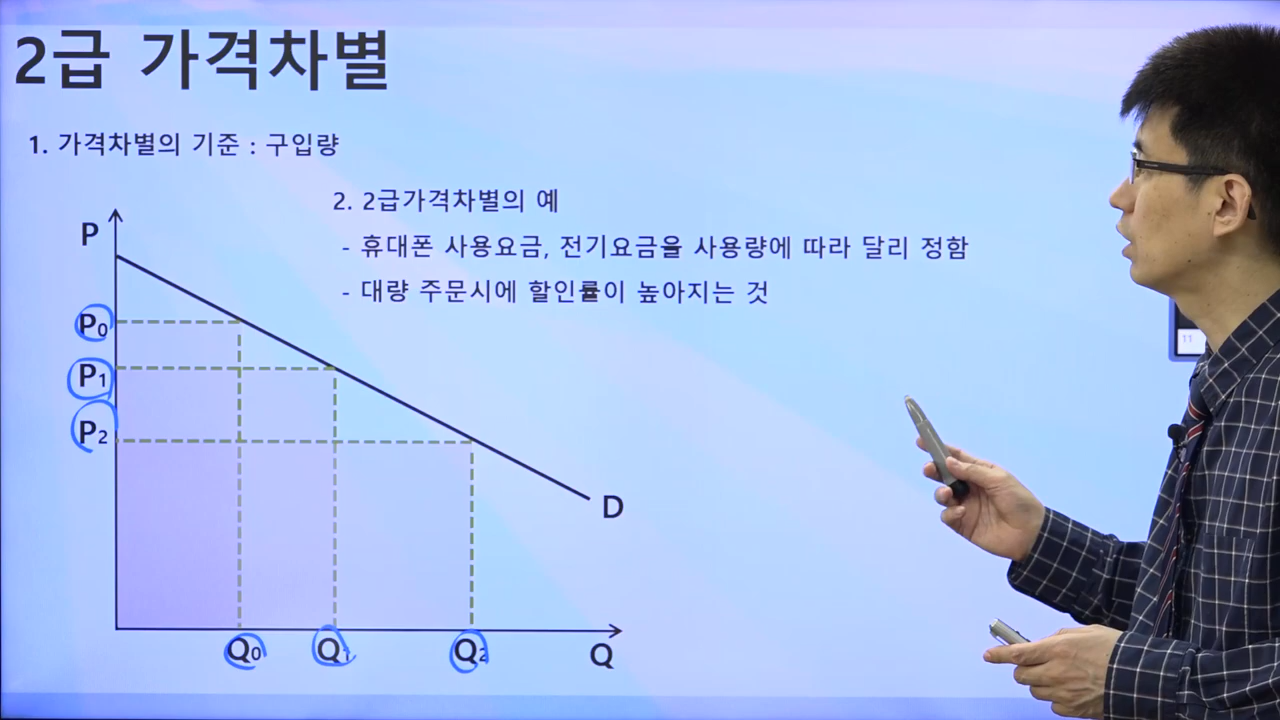 2급 가격차별
1. 가격차별의 기준 : 구입량
2. 2급가격차별의 예
- 휴대폰 사용요금, 전기요금을 사용량에 따라 달리 정함
- 대량 주문시에 할인률이 높아지는 것
P
P0
P1
P2
D
Q0 Q1 Q2 Q
11